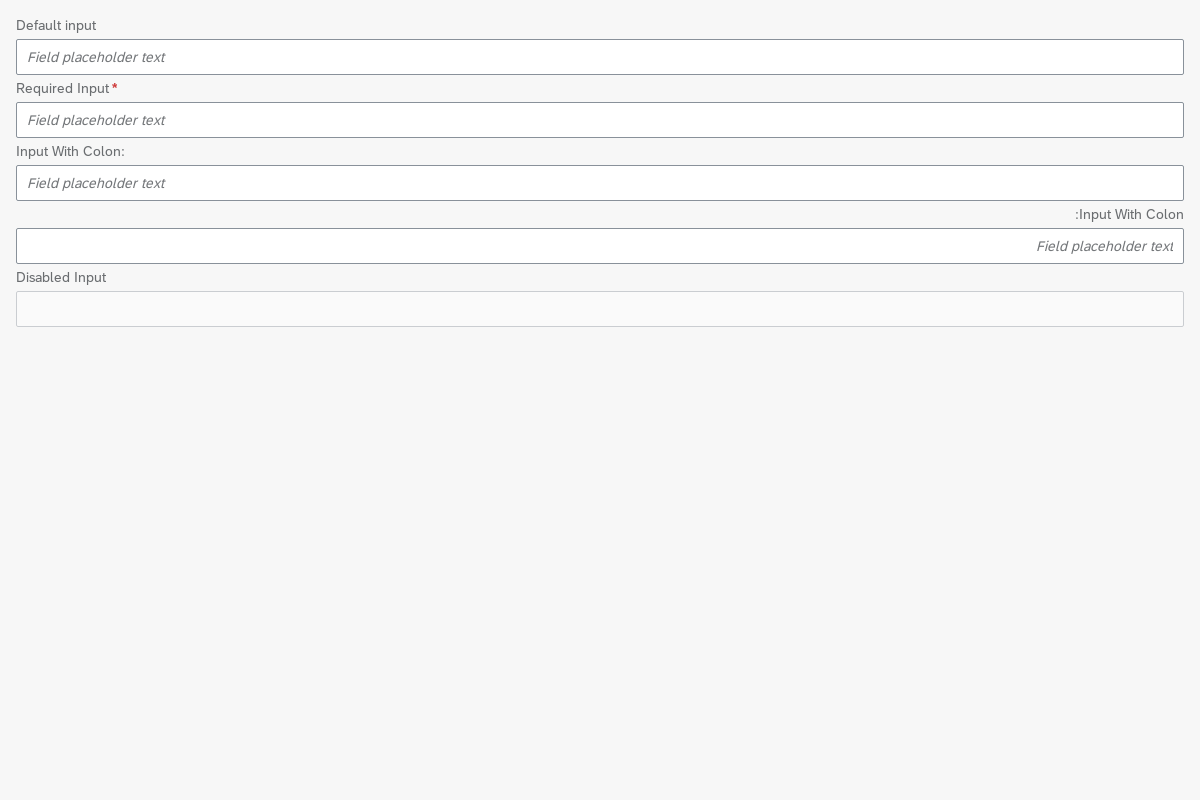 Default input
Field placeholder text
Required Input*
Field placeholder text
Input With Colon:
Field placeholder text
:Input With Colon
Field placeholder text
Disabled Input